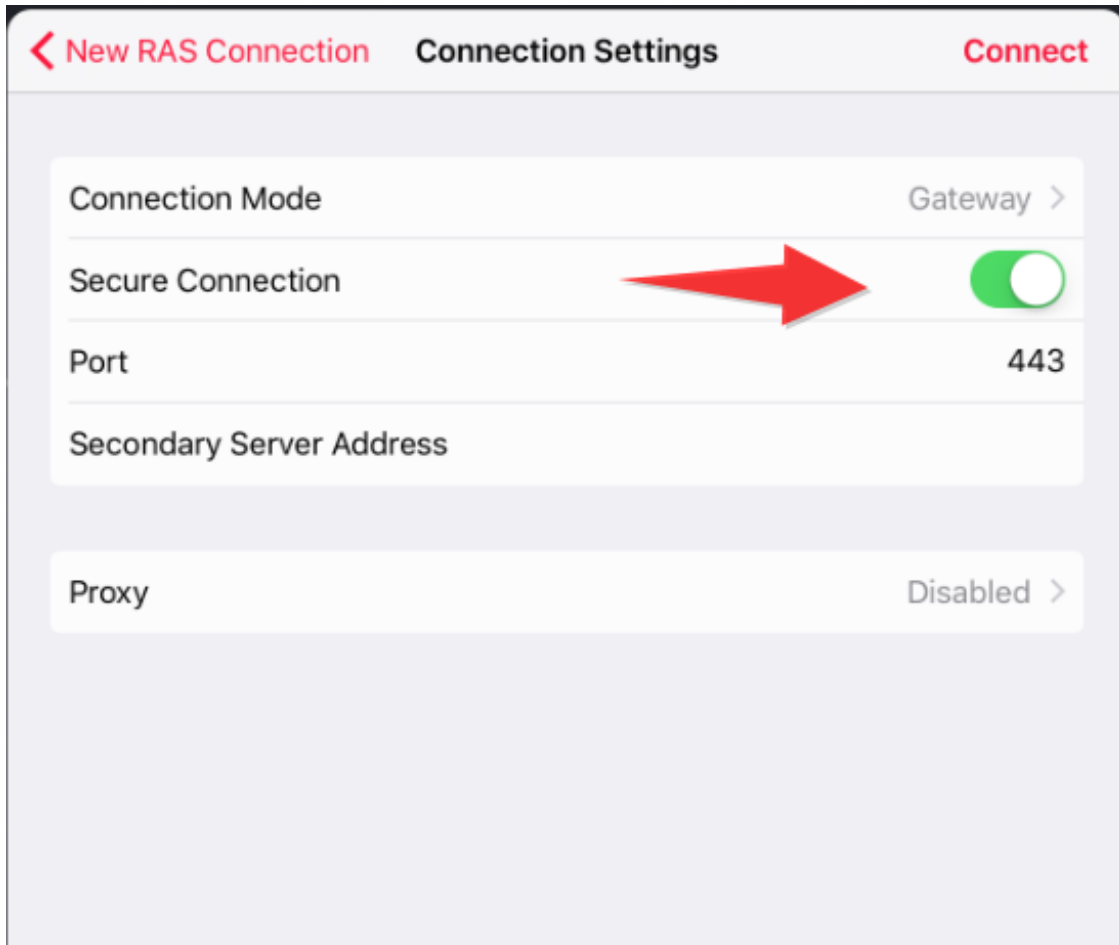 New RAS Connection Connection Settings Connect
Connection Mode Gateway
Secure Connection
Port 443
Secondary Server Address
Proxy Disabled